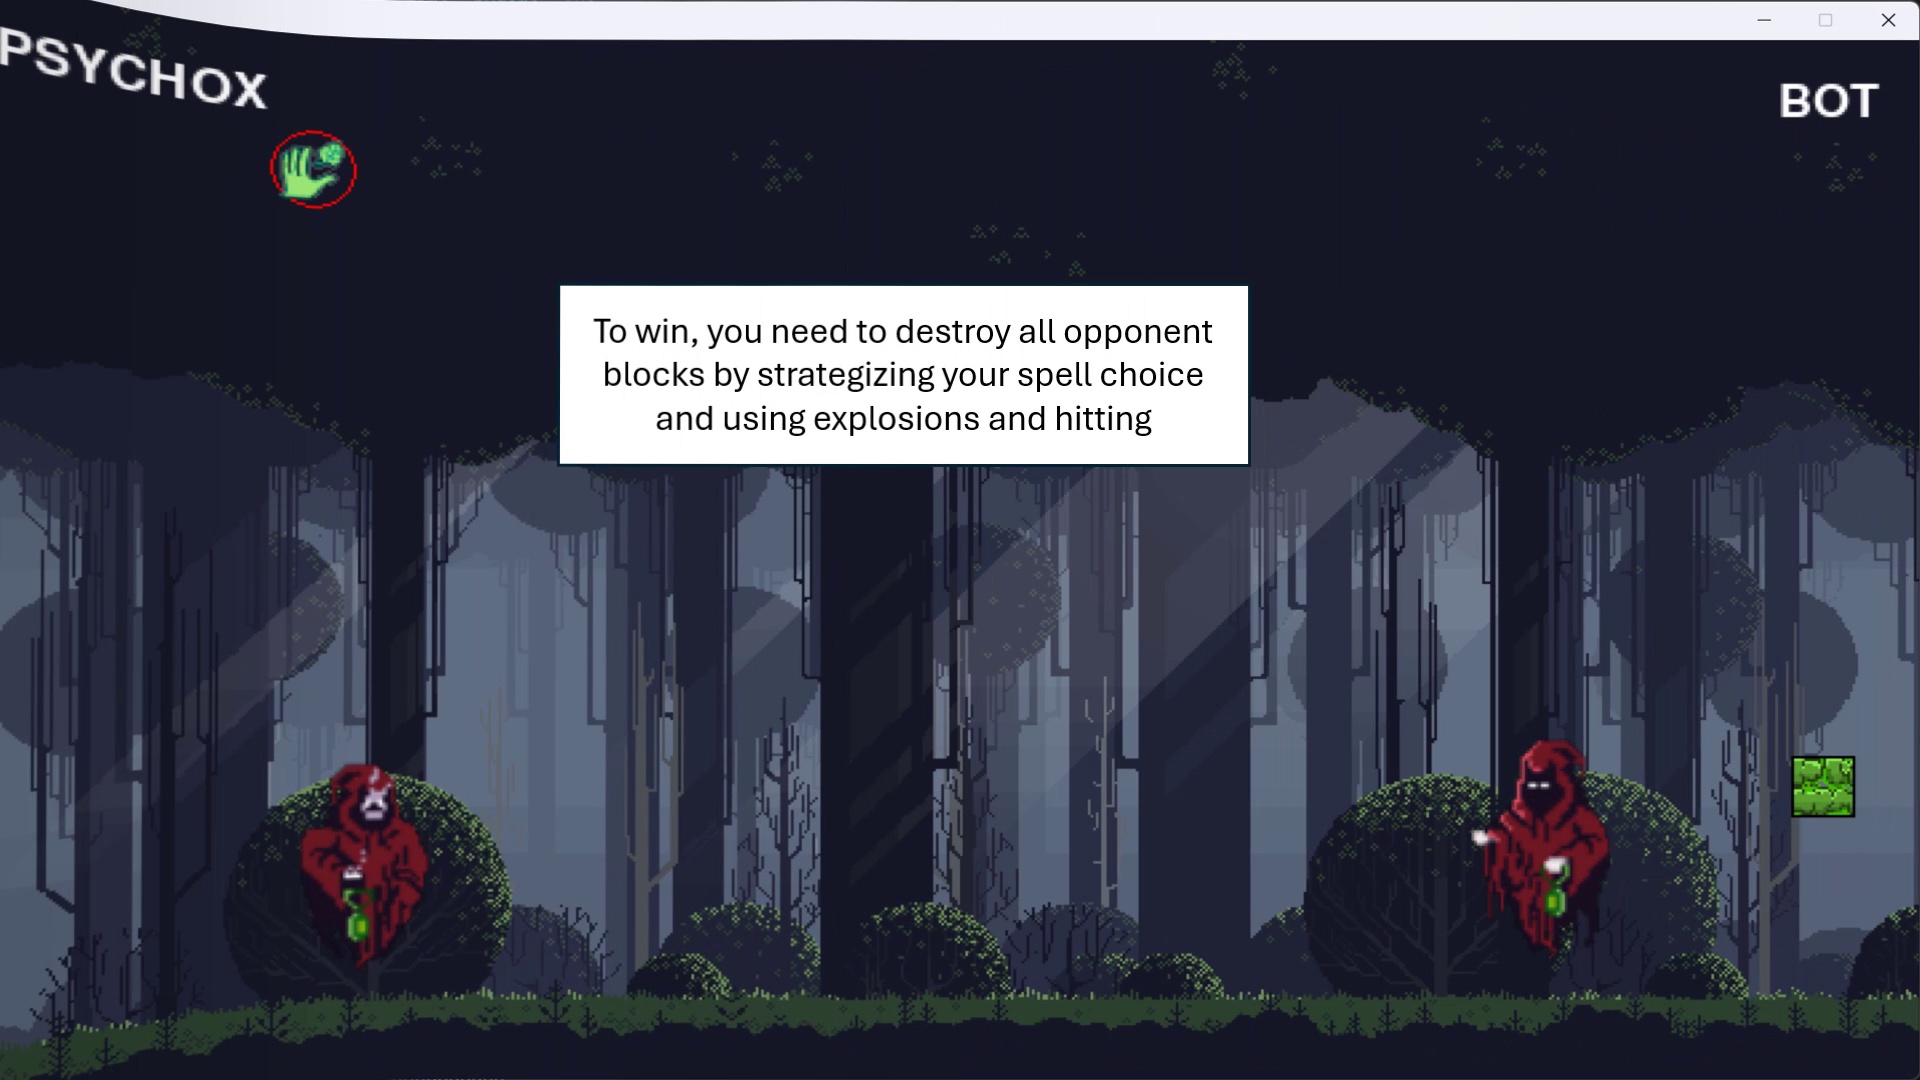 PSYCHOX
BOT
To win, you need to destroy all opponent
blocks by strategizing your spell choice
and using explosions and hitting